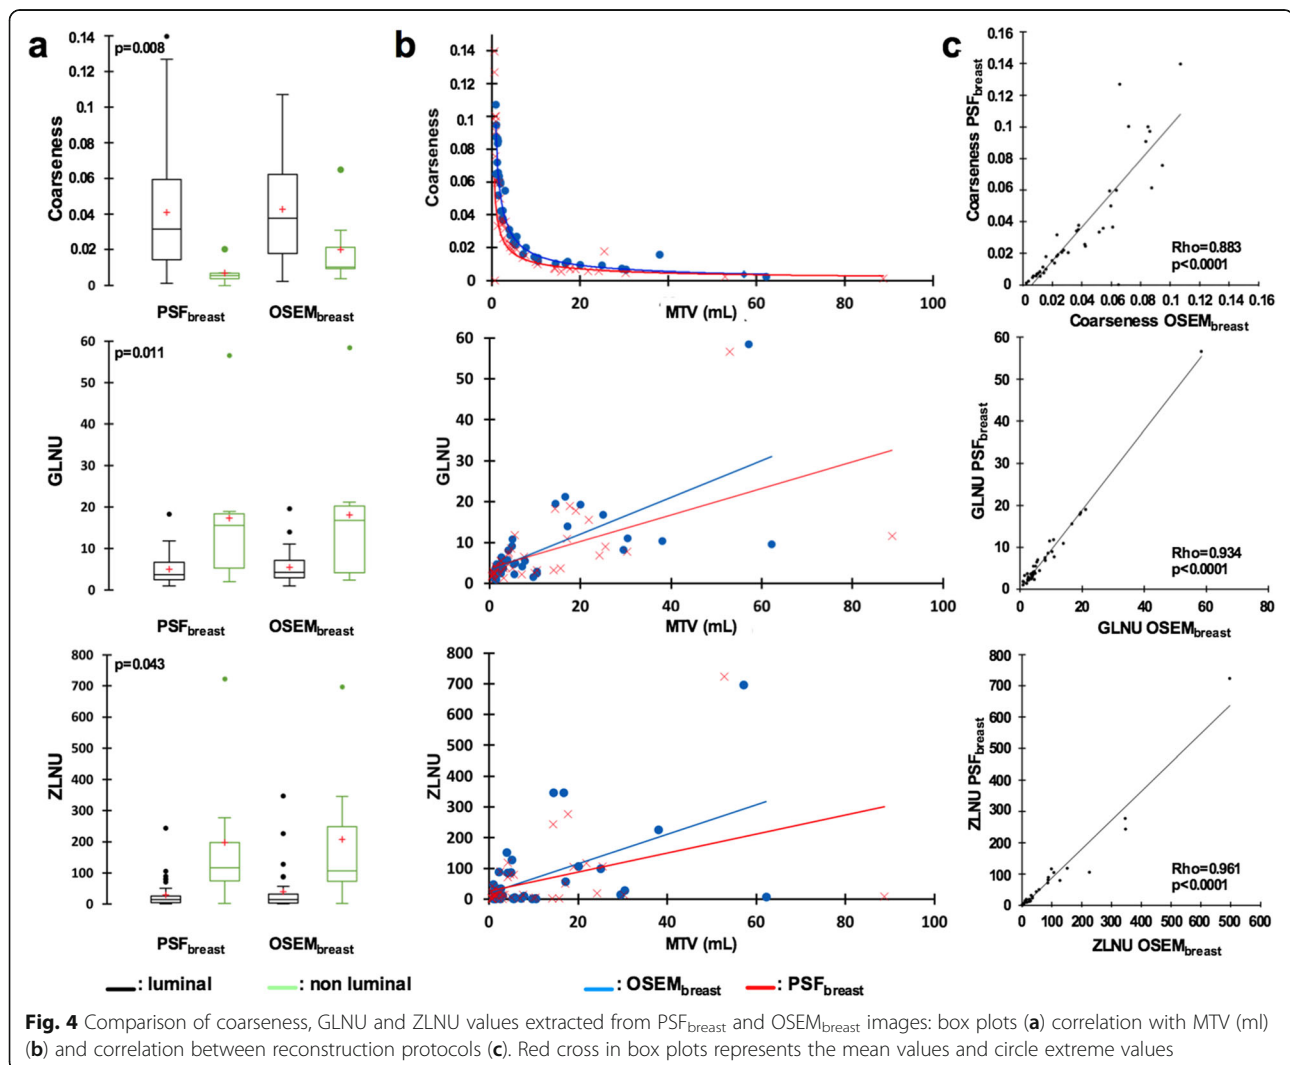 a
b
c
p=0.008
Coarseness
0.14
0.12
0.1
0.08
0.06
0.04
0.02
0
PSFbreast
OSEMbreast
Coarseness
0.14
0.12
0.1
0.08
0.06
0.04
0.02
0
0
20
40
60
80
100
MTV (mL)
Coarseness PSFbreast
0.16
0.14
0.12
0.1
0.08
0.06
0.04
0.02
0
Rho=0.883
p<0.0001
0 0.02 0.04 0.06 0.08 0.1 0.12 0.14 0.16
Coarseness OSEMbreast
p=0.011
GLNU
60
50
40
30
20
10
0
PSFbreast
OSEMbreast
GLNU
60
50
40
30
20
10
0
0
20
40
60
80
100
MTV (mL)
GLNU PSFbreast
60
50
40
30
20
10
0
Rho=0.934
p<0.0001
0
20
40
60
80
GLNU OSEMbreast
p=0.043
ZLNU
800
700
600
500
400
300
200
100
0
PSFbreast
OSEMbreast
ZLNU
800
700
600
500
400
300
200
100
0
0
20
40
60
80
100
MTV (mL)
ZLNU PSFbreast
800
700
600
500
400
300
200
100
0
Rho=0.961
p<0.0001
0 100 200 300 400 500 600
ZLNU OSEMbreast
: luminal
: non luminal
: OSEMbreast
: PSFbreast
Fig. 4 Comparison of coarseness, GLNU and ZLNU values extracted from PSFbreast and OSEMbreast images: box plots (a) correlation with MTV (ml)
(b) and correlation between reconstruction protocols (c). Red cross in box plots represents the mean values and circle extreme values